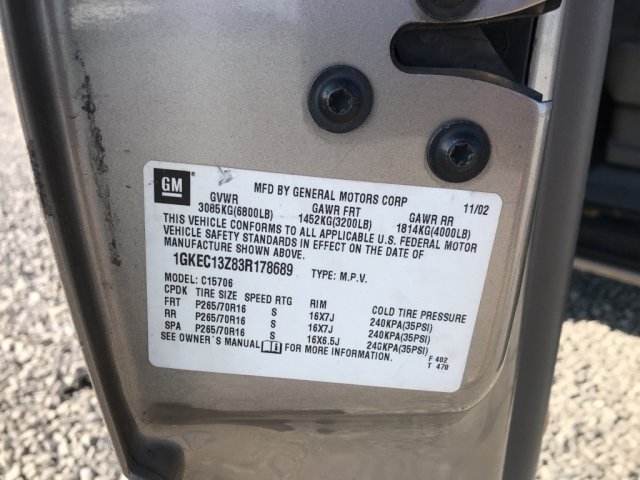 GM
MFD BY GENERAL MOTORS CORP 11/02
GVWR GAWR FRT GAWR RR
3085KG(6800LB) 1452KG(3200LB) 1814KG(4000LB)
THIS VEHICLE CONFORMS TO ALL APPLICABLE U.S. FEDERAL MOTOR
VEHICLE SAFETY STANDARDS IN EFFECT ON THE DATE OF
MANUFACTURE SHOWN ABOVE.
1GKEC13Z83R178689 TYPE: M.P.V.
MODEL: C15706
CPDK TIRE SIZE SPEED RTG RIM COLD TIRE PRESSURE
FRT P265/70R16 S 16X7J 240KPA(35PSI)
RR P265/70R16 S 16X7J 240KPA(35PSI)
SPA P265/70R16 S 16X6.5J 240KPA(35PSI)
SEE OWNER'S MANUAL FOR MORE INFORMATION.
F 402
T 470